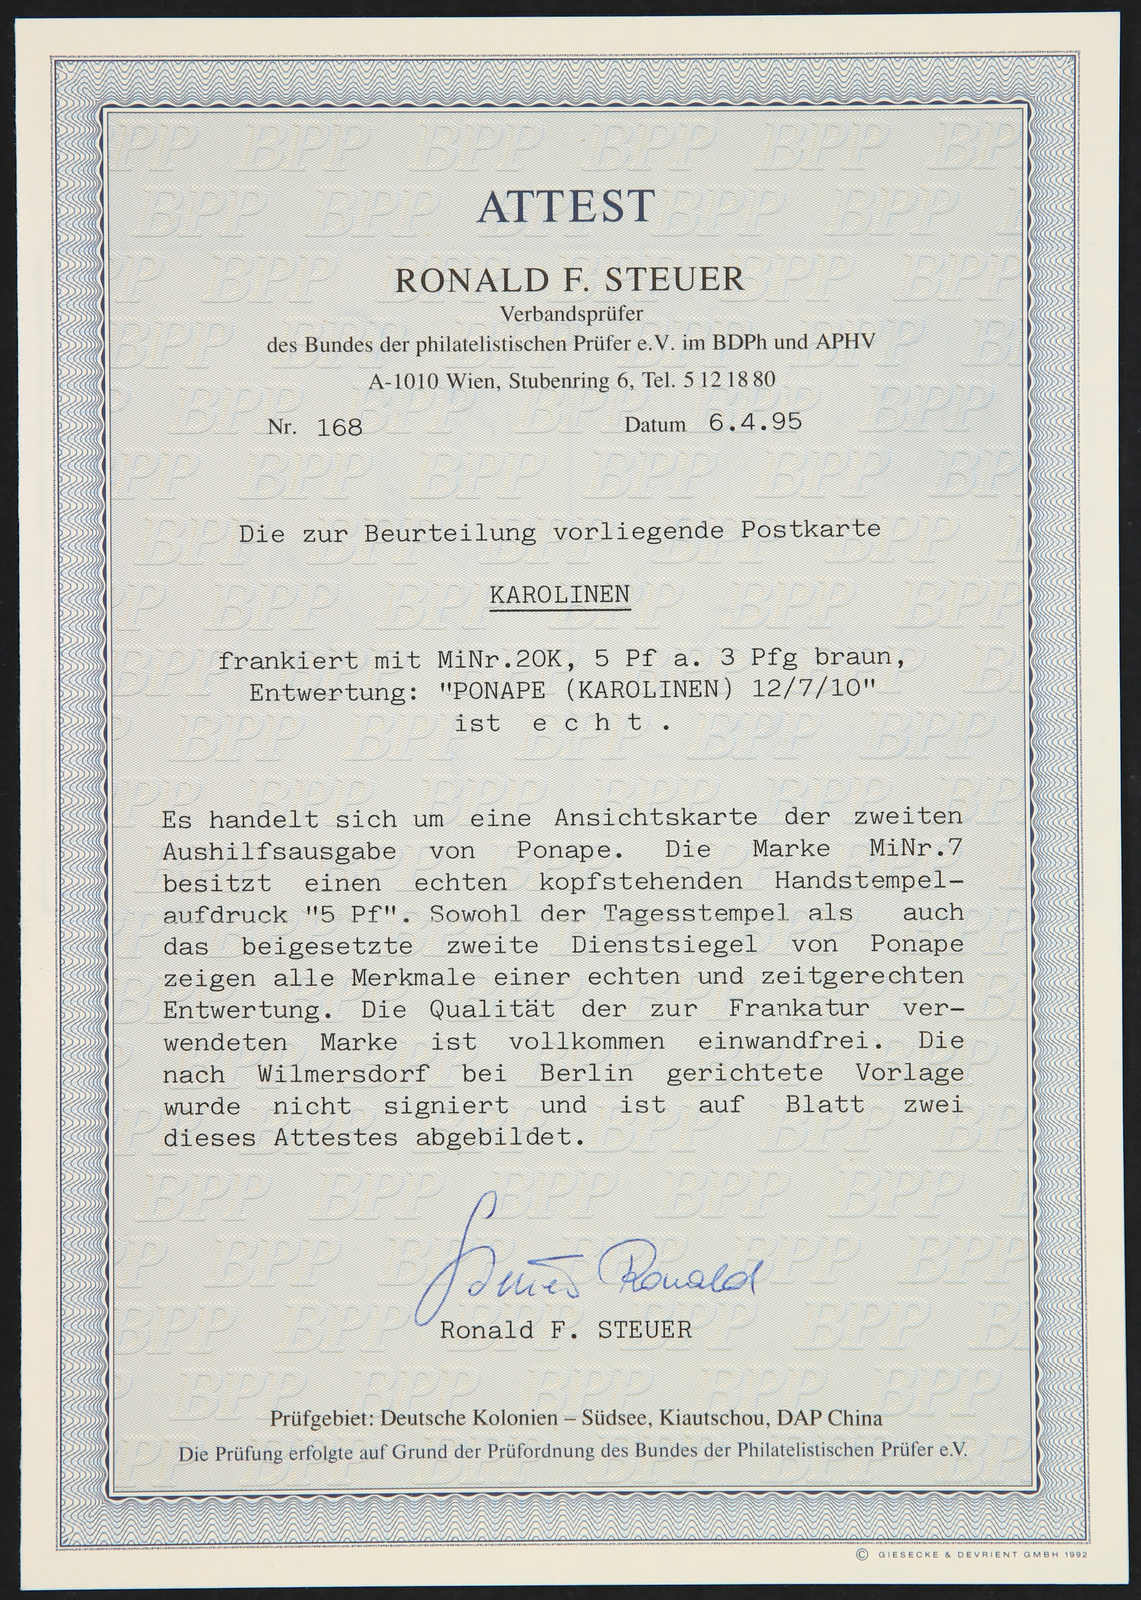 ATTEST
RONALD F. STEUER
Verbandsprüfer
des Bundes der philatelistischen Prüfer e.V. im BDPh und APHV
A-1010 Wien, Stubenring 6, Tel. 5 12 18 80
Nr. 168 Datum 6.4.95
Die zur Beurteilung vorliegende Postkarte
KAROLINEN
frankiert mit MiNr.20K, 5 Pf a. 3 Pfg braun,
Entwertung: "PONAPE (KAROLINEN) 12/7/10"
ist e c h t .
Es handelt sich um eine Ansichtskarte der zweiten
Aushilfsausgabe von Ponape. Die Marke MiNr.7
besitzt einen echten kopfstehenden Handstempel-
aufdruck "5 Pf". Sowohl der Tagesstempel als auch
das beigesetzte zweite Dienstsiegel von Ponape
zeigen alle Merkmale einer echten und zeitgerechten
Entwertung. Die Qualität der zur Frankatur ver-
wendeten Marke ist vollkommen einwandfrei. Die
nach Wilmersdorf bei Berlin gerichtete Vorlage
wurde nicht signiert und ist auf Blatt zwei
dieses Attestes abgebildet.
Steuer Ronald
Ronald F. STEUER
Prüfgebiet: Deutsche Kolonien – Südsee, Kiautschou, DAP China
Die Prüfung erfolgte auf Grund der Prüfordnung des Bundes der Philatelistischen Prüfer e.V.
© GIESECKE & DEVRIENT GMBH 1992